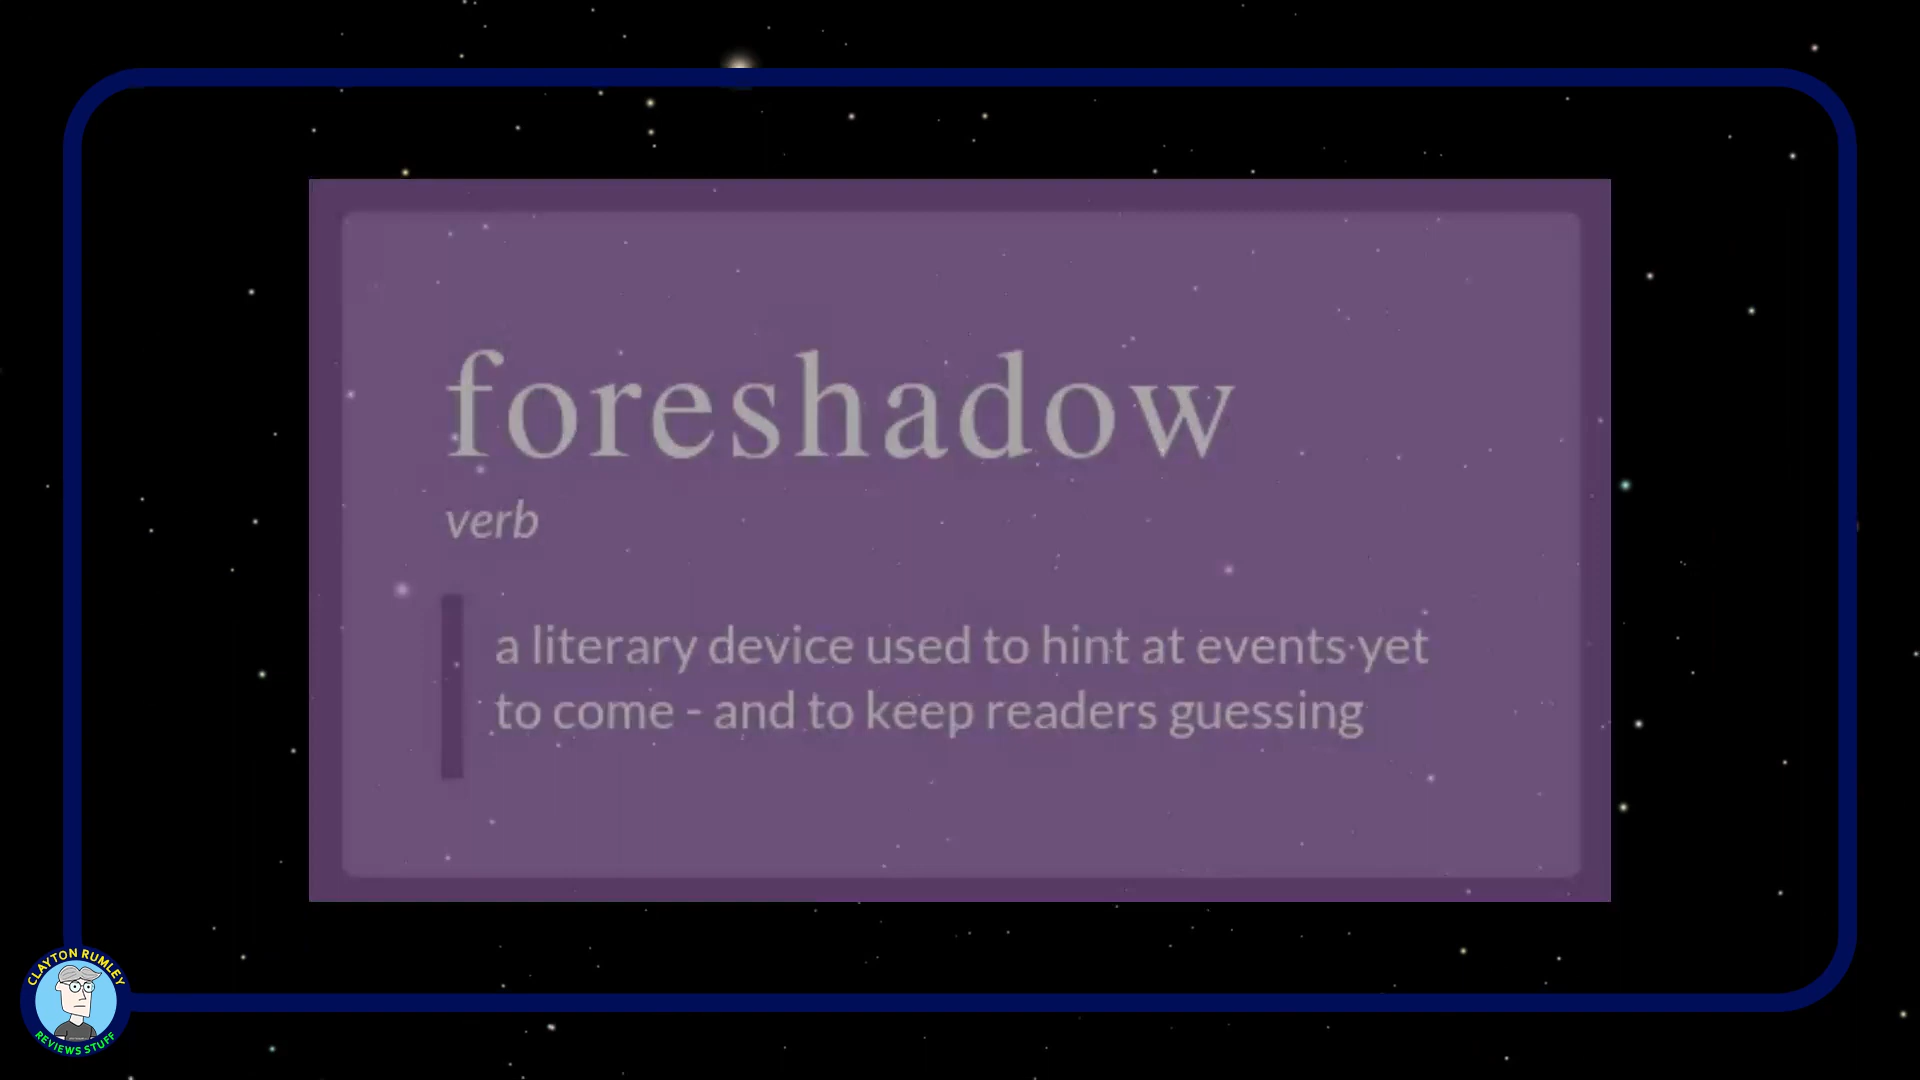 foreshadow
verb
a literary device used to hint at events yet
to come - and to keep readers guessing
CLAYTON RUMLEY
REVIEWS STUFF